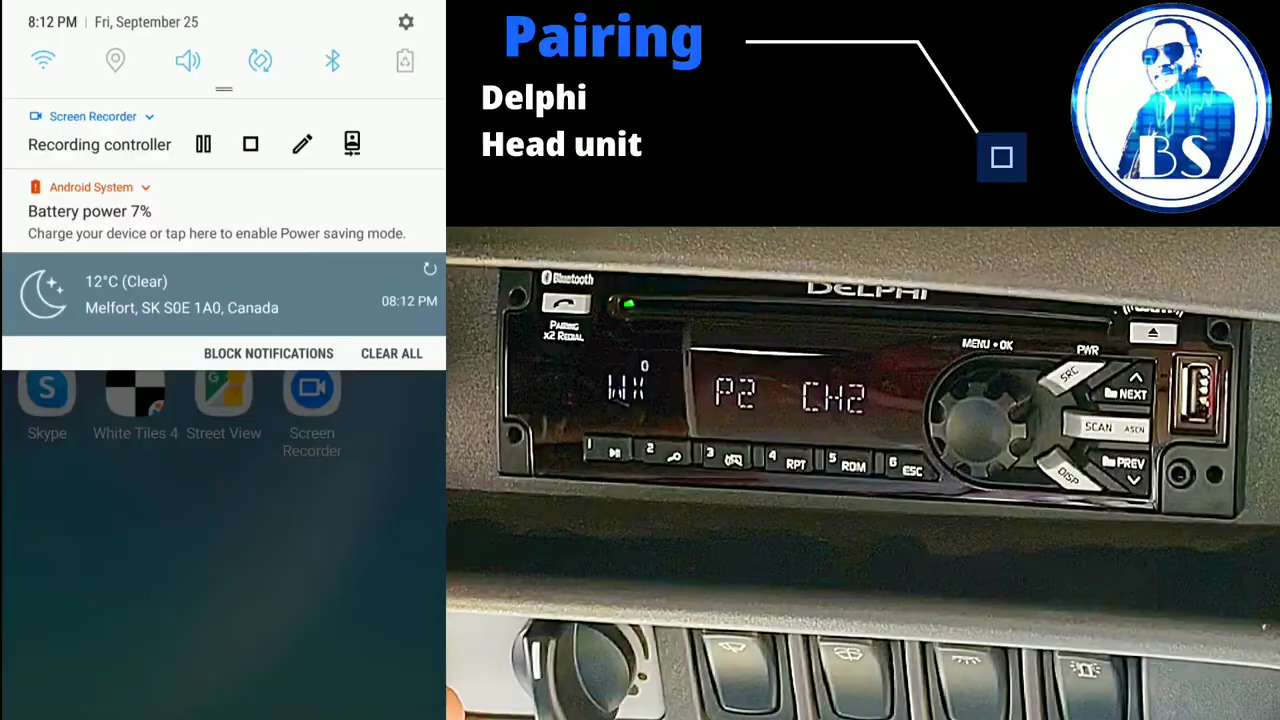 8:12 PM | Fri, September 25
Screen Recorder
Recording controller
Android System
Battery power 7%
Charge your device or tap here to enable Power saving mode.
12°C (Clear)
Melfort, SK S0E 1A0, Canada
08:12 PM
BLOCK NOTIFICATIONS CLEAR ALL
Skype
White Tiles 4
Street View
Screen
Recorder
Pairing
Delphi
Head unit
BS
Bluetooth
DELPHI
PAIRING
X2 REDIAL
MENU • OK
PWR
SRC
NEXT
SCAN ASCN
PREV
DISP
WX 0 P2 CH2
1
2
3
4 RPT
5 RDM
6 ESC